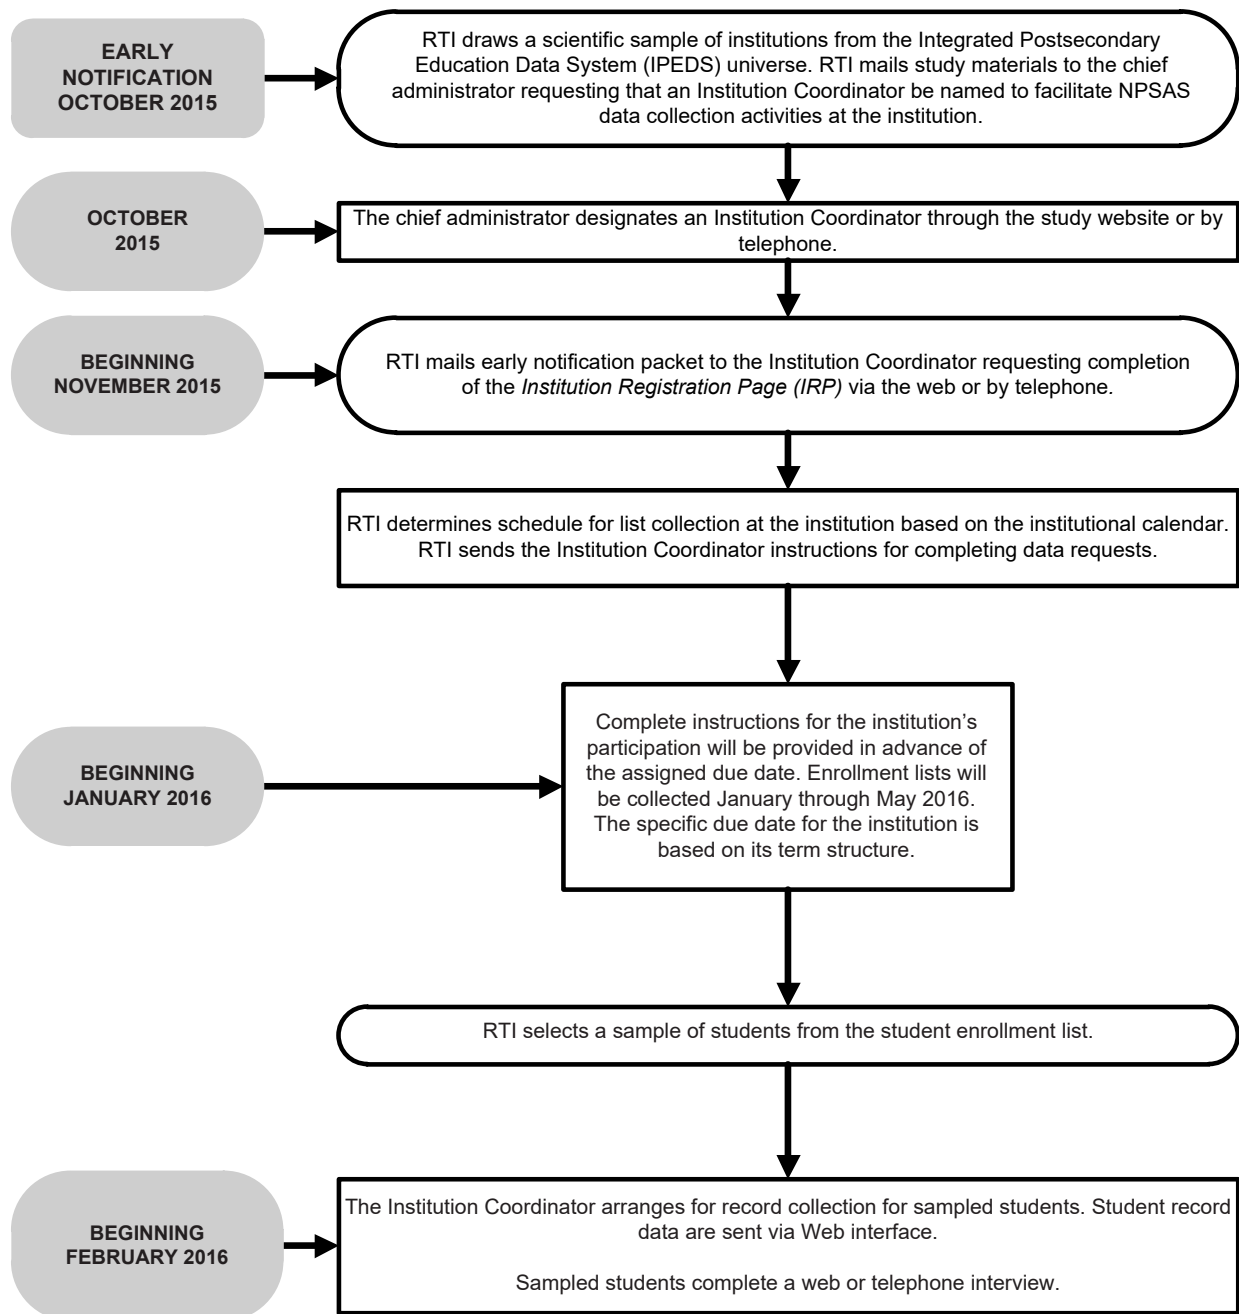 EARLY
NOTIFICATION
OCTOBER 2015
RTI draws a scientific sample of institutions from the Integrated Postsecondary
Education Data System (IPEDS) universe. RTI mails study materials to the chief
administrator requesting that an Institution Coordinator be named to facilitate NPSAS
data collection activities at the institution.
OCTOBER
2015
The chief administrator designates an Institution Coordinator through the study website or by
telephone.
BEGINNING
NOVEMBER 2015
RTI mails early notification packet to the Institution Coordinator requesting completion
of the Institution Registration Page (IRP) via the web or by telephone.
RTI determines schedule for list collection at the institution based on the institutional calendar.
RTI sends the Institution Coordinator instructions for completing data requests.
BEGINNING
JANUARY 2016
Complete instructions for the institution’s
participation will be provided in advance of
the assigned due date. Enrollment lists will
be collected January through May 2016.
The specific due date for the institution is
based on its term structure.
RTI selects a sample of students from the student enrollment list.
BEGINNING
FEBRUARY 2016
The Institution Coordinator arranges for record collection for sampled students. Student record
data are sent via Web interface.
Sampled students complete a web or telephone interview.